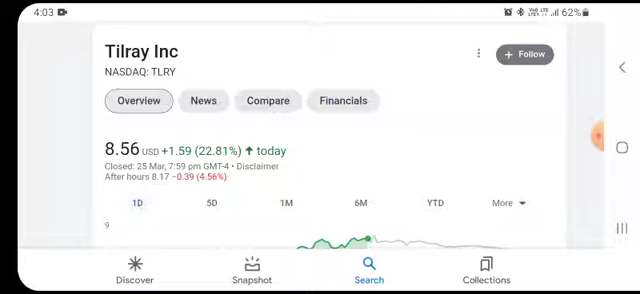 4:03 62%
Tilray Inc
NASDAQ: TLRY
+ Follow
Overview News Compare Financials
8.56 USD +1.59 (22.81%) ↑ today
Closed: 25 Mar, 7:59 pm GMT-4 • Disclaimer
After hours 8.17 −0.39 (4.56%)
1D 5D 1M 6M YTD More
9
Discover Snapshot Search Collections